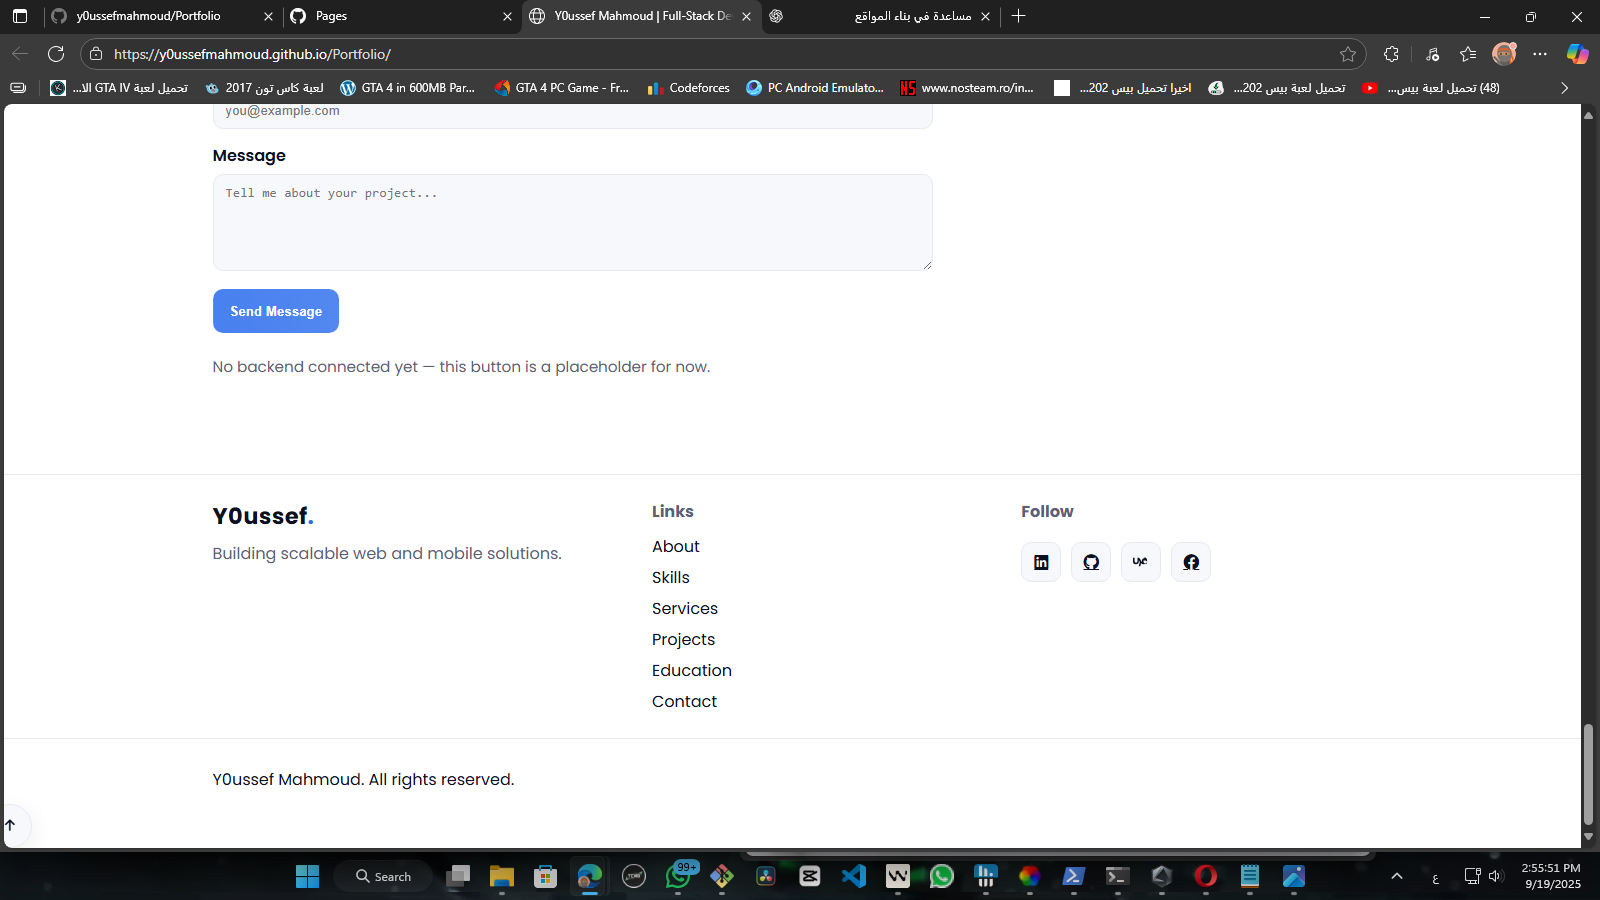 y0ussefmahmoud/Portfolio
Pages
Y0ussef Mahmoud | Full-Stack De
مساعدة في بناء المواقع
https://y0ussefmahmoud.github.io/Portfolio/
تحميل لعبة GTA IV الا...
لعبة كاس تون 2017
GTA 4 in 600MB Par...
GTA 4 PC Game - Fr...
Codeforces
PC Android Emulato...
www.nosteam.ro/in...
اخيرا تحميل بيس 202...
تحميل لعبة بيس 202...
(48) تحميل لعبة بيس...
you@example.com
Message
Tell me about your project...
Send Message
No backend connected yet — this button is a placeholder for now.
Y0ussef.
Building scalable web and mobile solutions.
Links
About
Skills
Services
Projects
Education
Contact
Follow
Y0ussef Mahmoud. All rights reserved.
Search
99+
ع
2:55:51 PM
9/19/2025